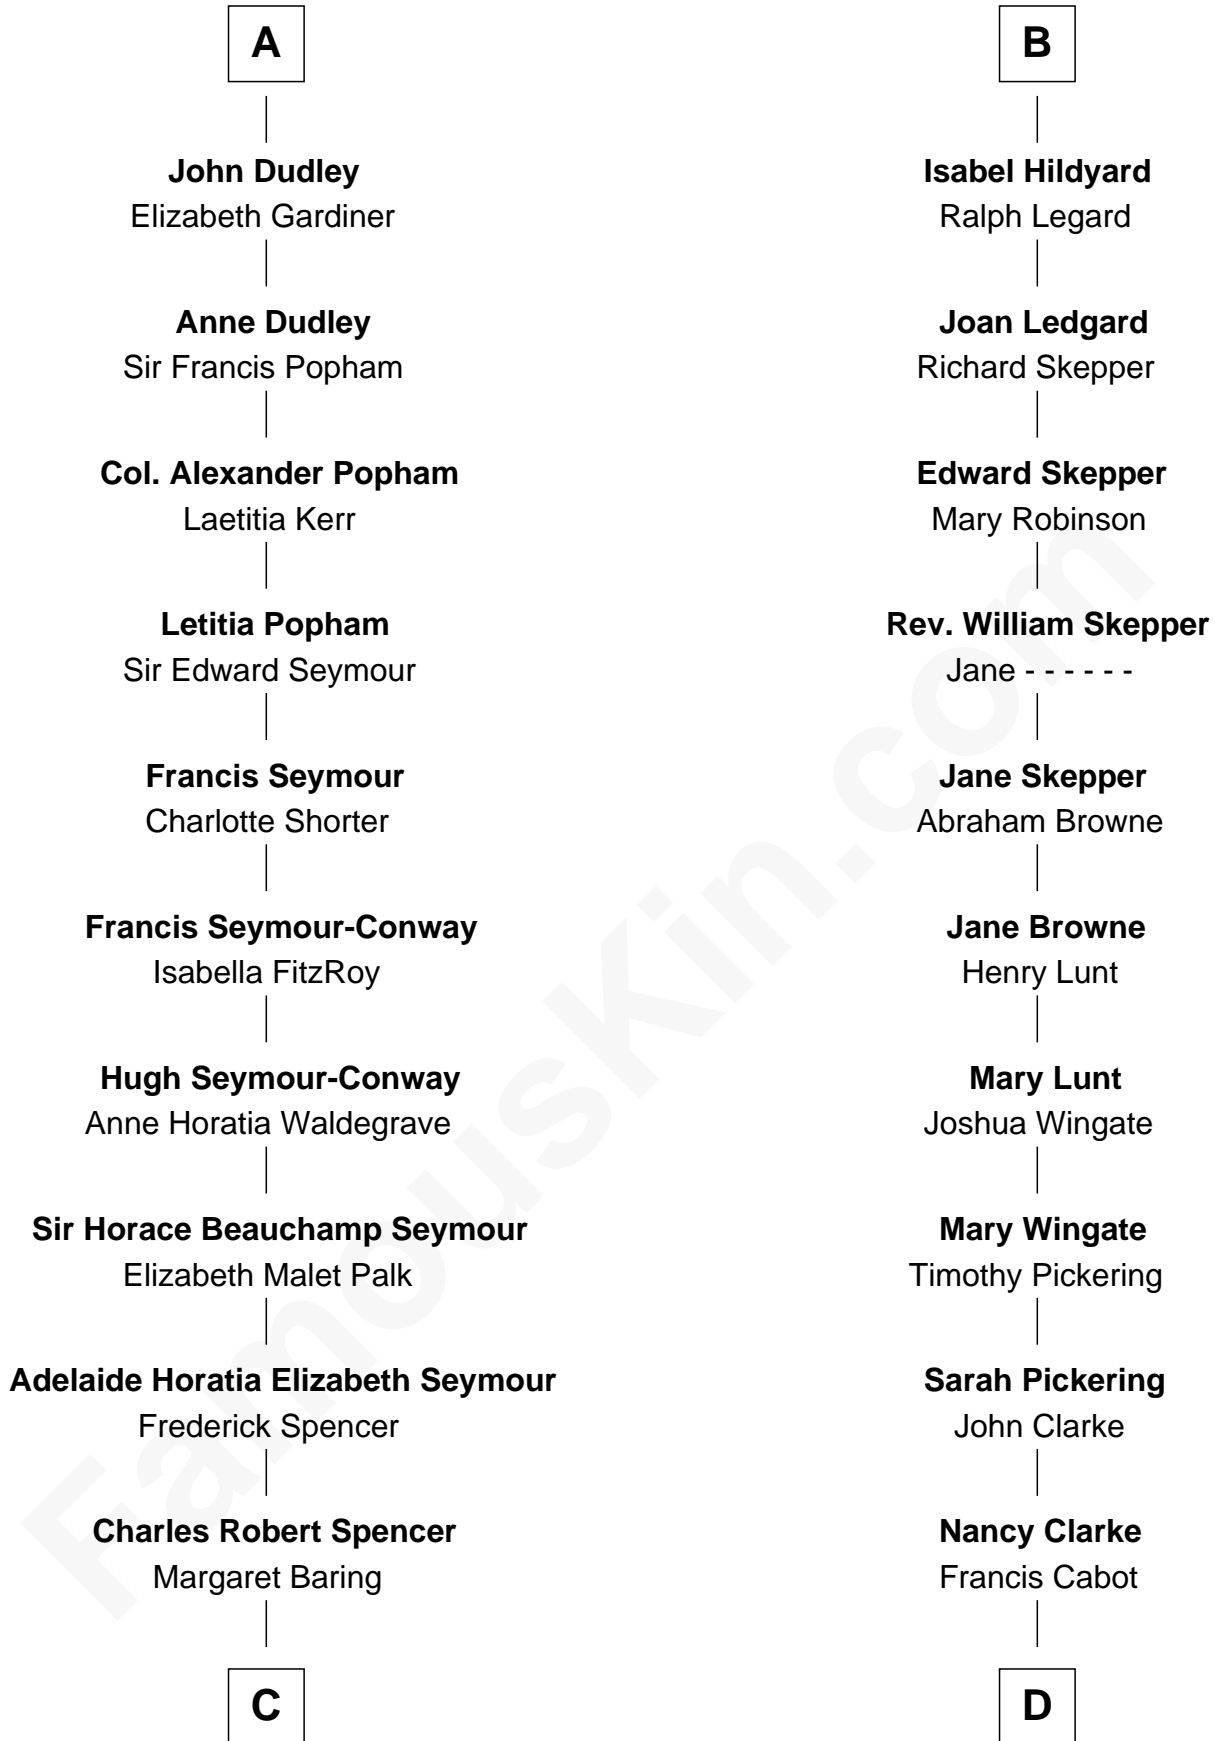 A
John Dudley
Elizabeth Gardiner
Anne Dudley
Sir Francis Popham
Col. Alexander Popham
Laetitia Kerr
Letitia Popham
Sir Edward Seymour
Francis Seymour
Charlotte Shorter
Francis Seymour-Conway
Isabella FitzRoy
Hugh Seymour-Conway
Anne Horatia Waldegrave
Sir Horace Beauchamp Seymour
Elizabeth Malet Palk
Adelaide Horatia Elizabeth Seymour
Frederick Spencer
Charles Robert Spencer
Margaret Baring
C
B
Isabel Hildyard
Ralph Legard
Joan Ledgard
Richard Skepper
Edward Skepper
Mary Robinson
Rev. William Skepper
Jane - - - - - -
Jane Skepper
Abraham Browne
Jane Browne
Henry Lunt
Mary Lunt
Joshua Wingate
Mary Wingate
Timothy Pickering
Sarah Pickering
John Clarke
Nancy Clarke
Francis Cabot
D
FamousKin.com